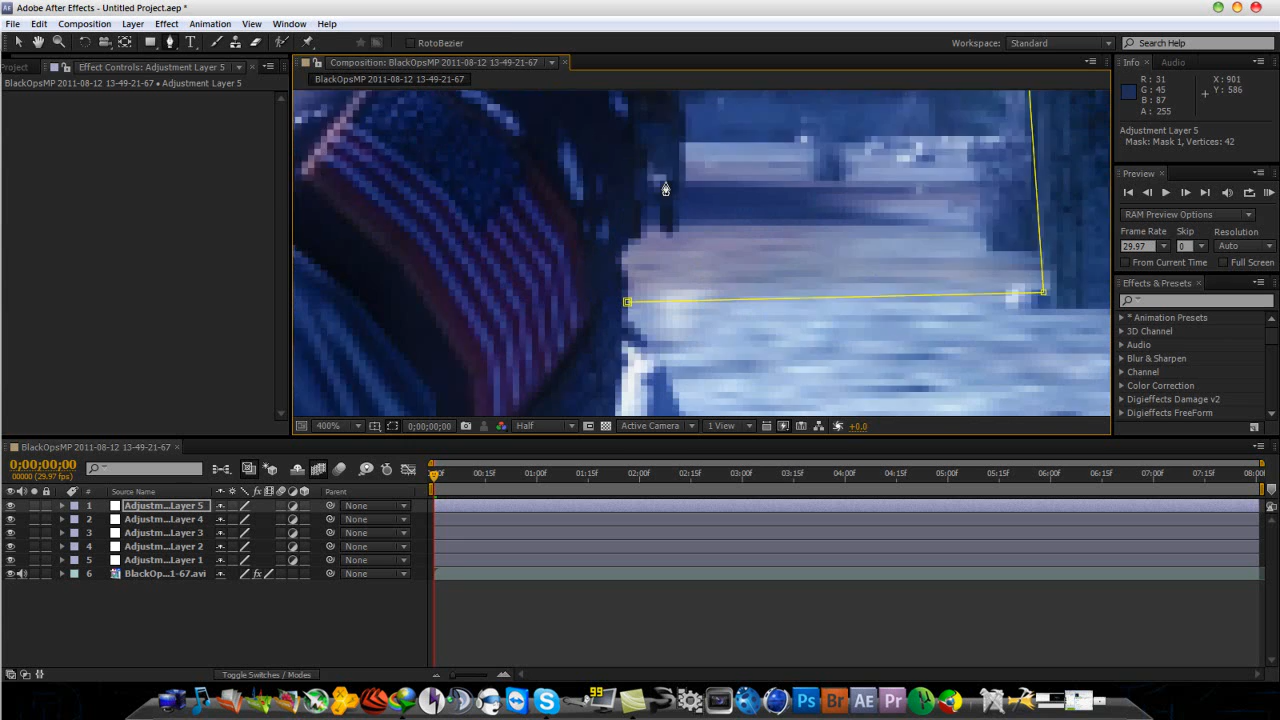 Adobe After Effects - Untitled Project.aep *
File Edit Composition Layer Effect Animation View Window Help
RotoBezier
Workspace: Standard
Search Help
Project
Effect Controls: Adjustment Layer 5
Composition: BlackOpsMP 2011-08-12 13-49-21-67
Info
Audio
BlackOpsMP 2011-08-12 13-49-21-67 • Adjustment Layer 5
BlackOpsMP 2011-08-12 13-49-21-67
R : 31
G : 45
B : 87
A : 255
X : 901
Y : 586
Adjustment Layer 5
Mask: Mask 1, Vertices: 42
Preview
RAM Preview Options
Frame Rate Skip Resolution
29.97 0 Auto
From Current Time Full Screen
Effects & Presets
* Animation Presets
3D Channel
Audio
Blur & Sharpen
Channel
Color Correction
Digieffects Damage v2
Digieffects FreeForm
400% 0;00;00;00 Half Active Camera 1 View +0.0
BlackOpsMP 2011-08-12 13-49-21-67
0;00;00;00
00000 (29.97 fps)
00f 00:15f 01:00f 01:15f 02:00f 02:15f 03:00f 03:15f 04:00f 04:15f 05:00f 05:15f 06:00f 06:15f 07:00f 07:15f 08:00f
# Source Name fx Parent
1 Adjustm...Layer 5 None
2 Adjustm...Layer 4 None
3 Adjustm...Layer 3 None
4 Adjustm...Layer 2 None
5 Adjustm...Layer 1 None
6 BlackOp...1-67.avi fx None
Toggle Switches / Modes
99
Ps Br AE Pr